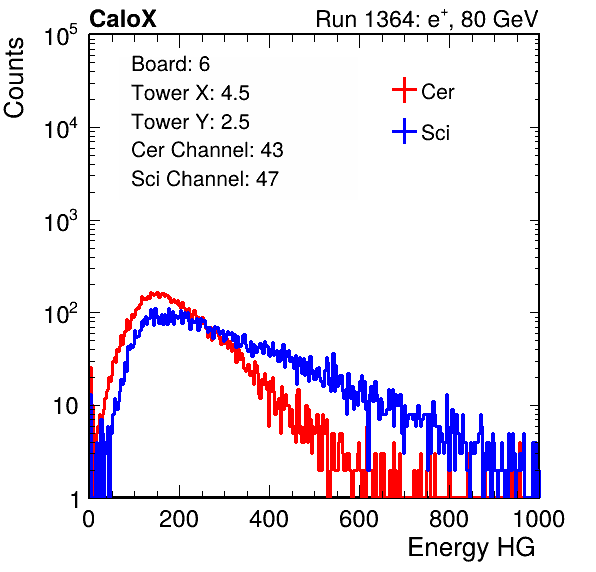 CaloX Run 1364: e⁺, 80 GeV
Counts
10⁵
10⁴
10³
10²
10
1
Board: 6
Tower X: 4.5
Tower Y: 2.5
Cer Channel: 43
Sci Channel: 47
Cer
Sci
0 200 400 600 800 1000
Energy HG